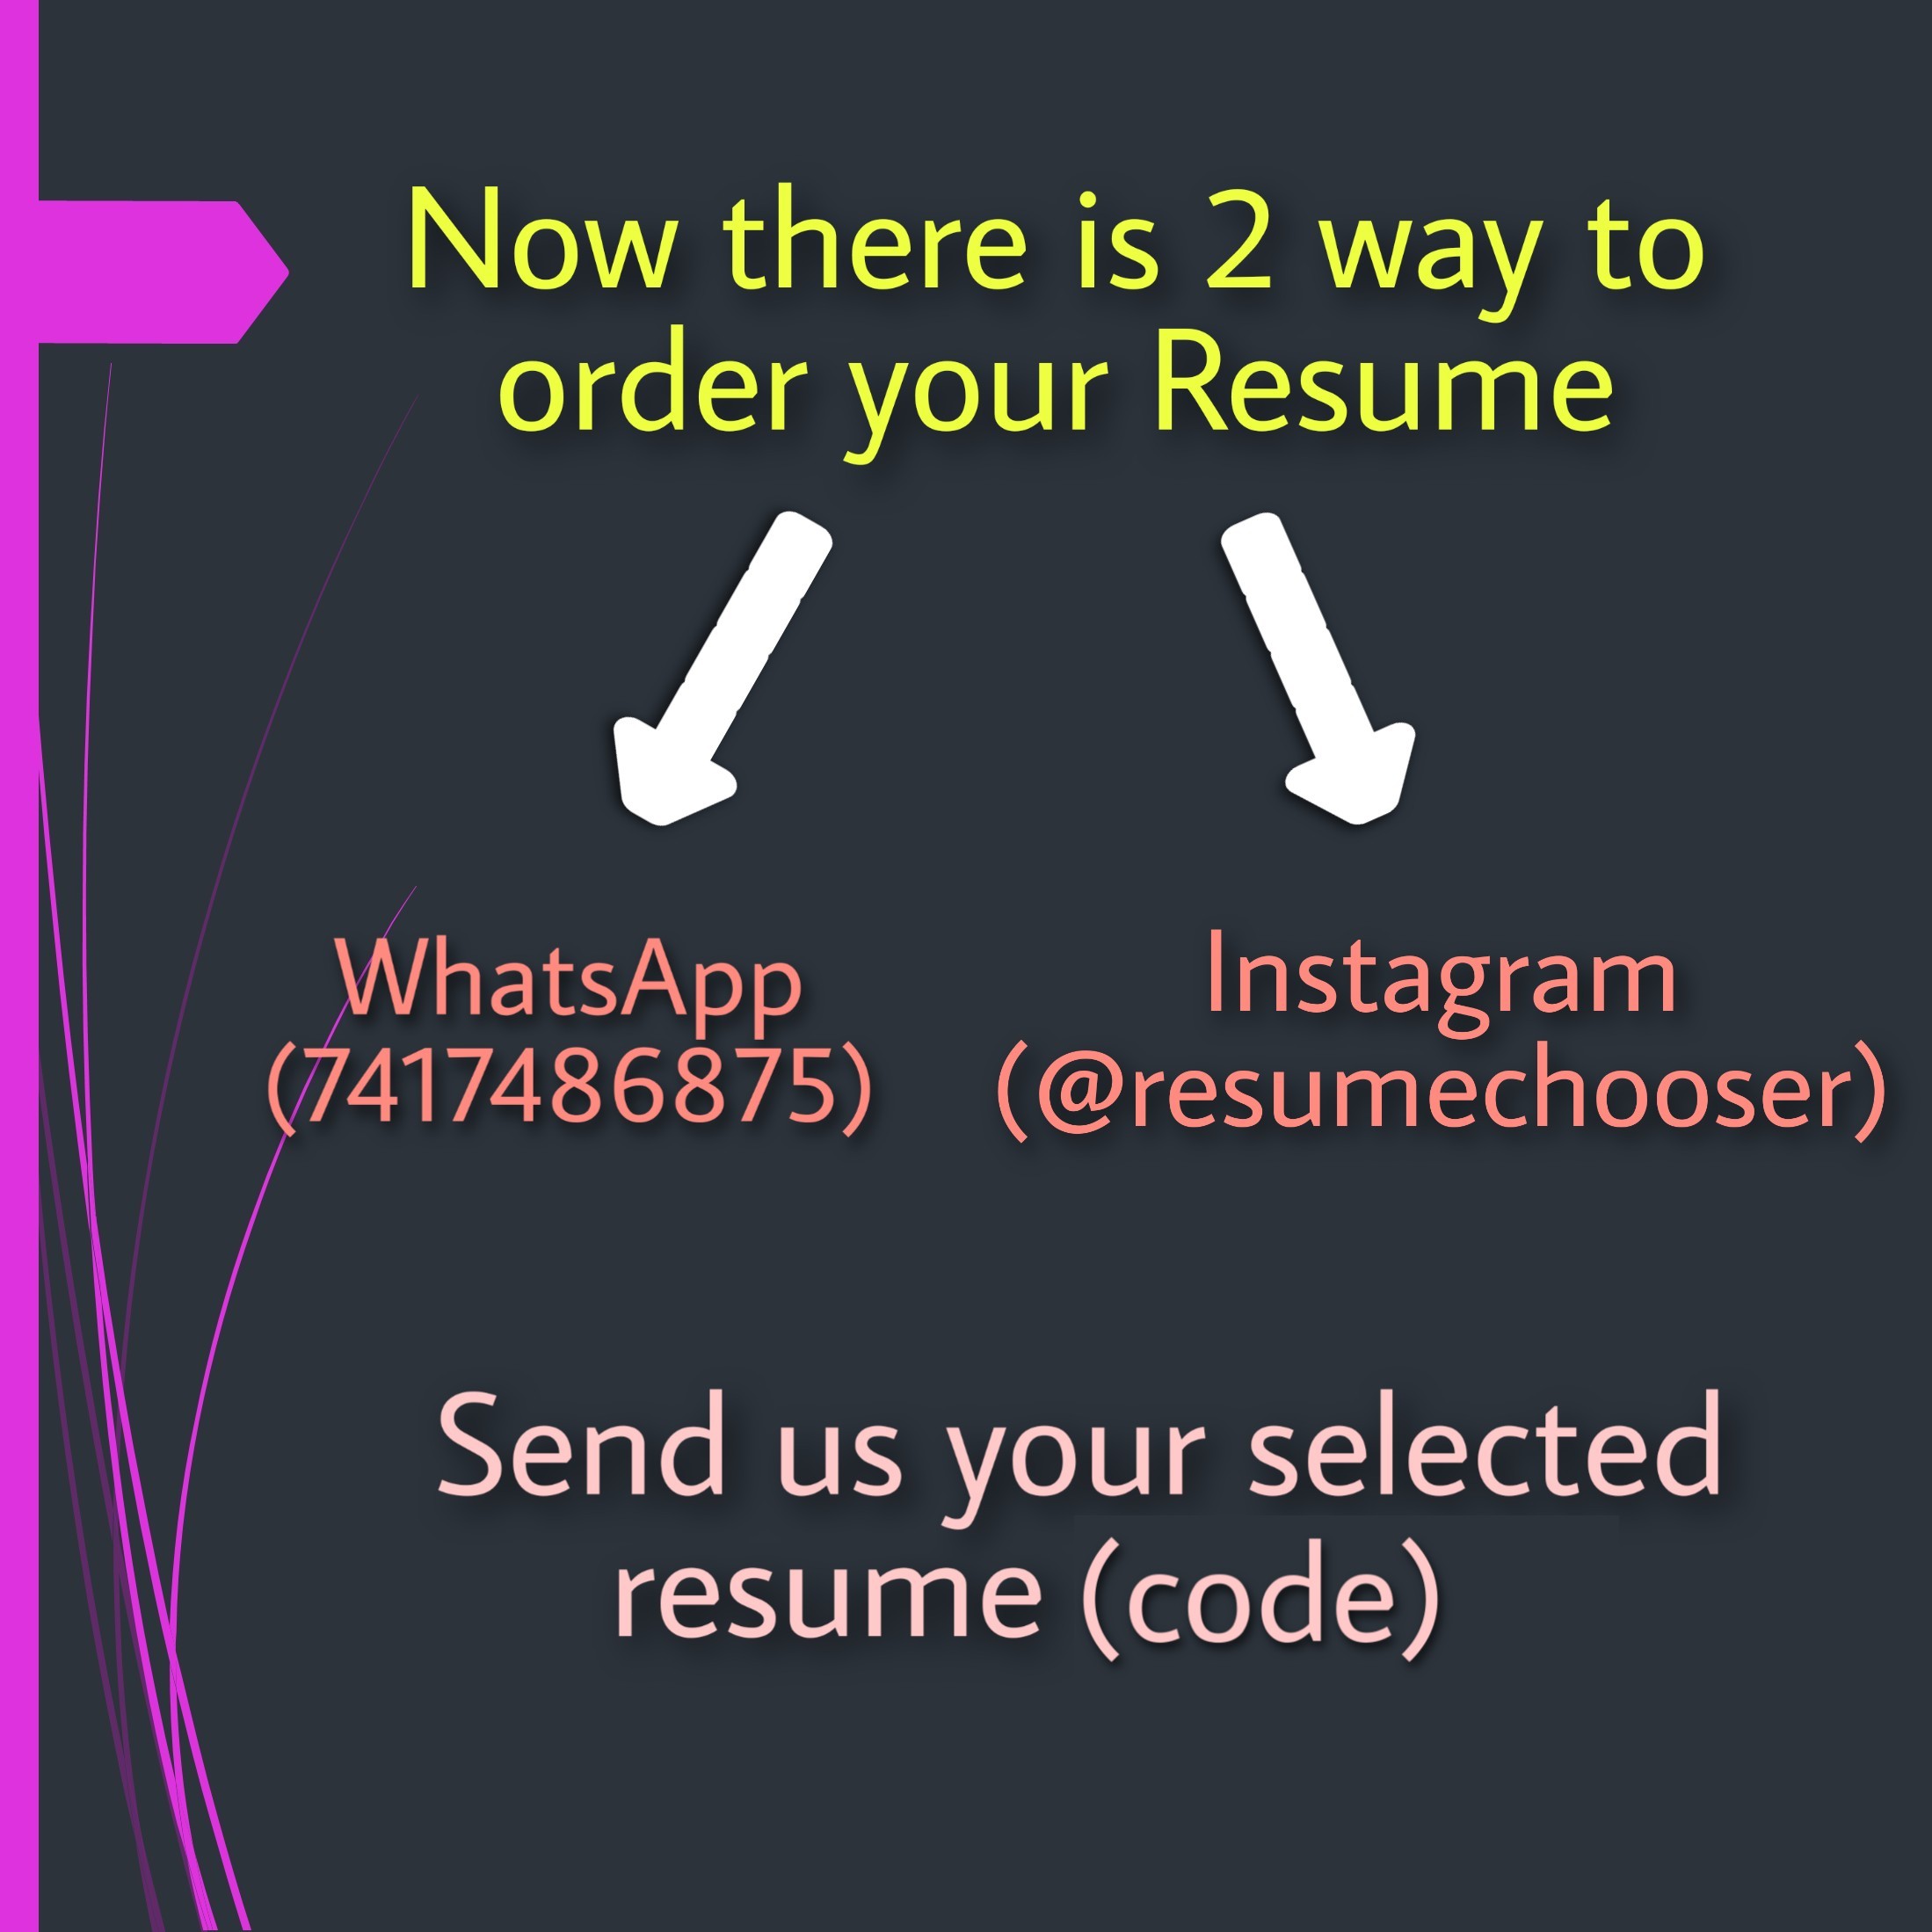 Now there is 2 way to
order your Resume
WhatsApp
(7417486875)
Instagram
(@resumechooser)
Send us your selected
resume (code)